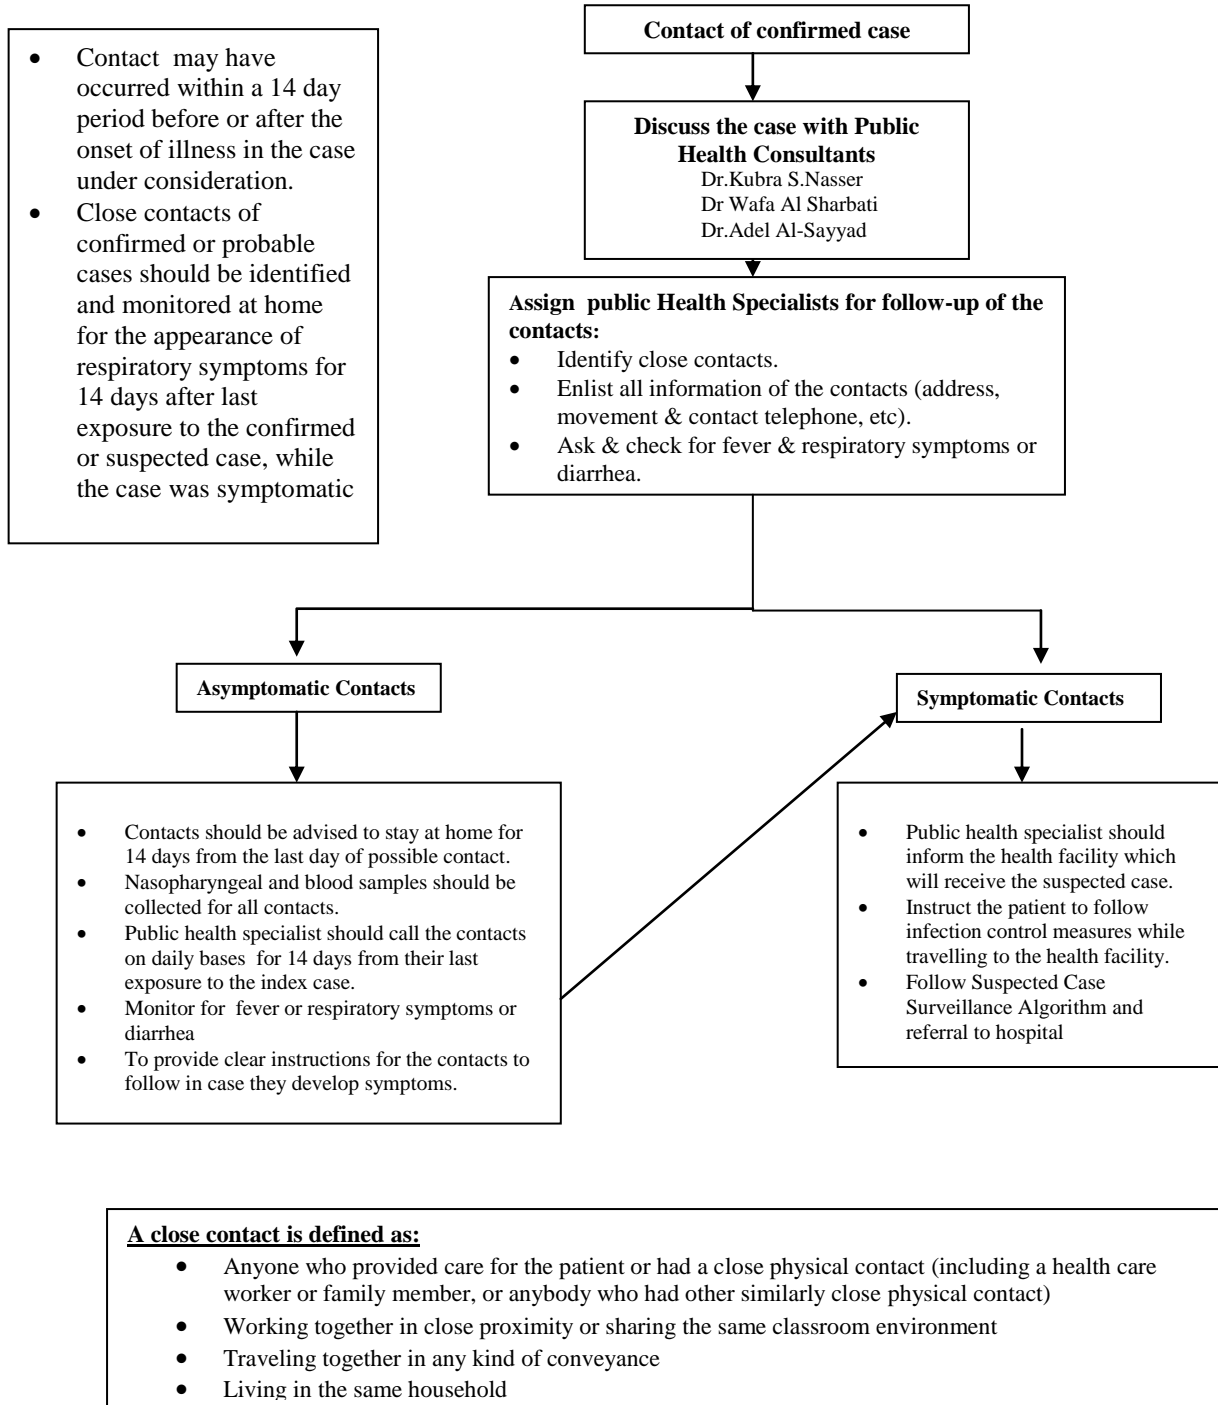 • Contact may have
occurred within a 14 day
period before or after the
onset of illness in the case
under consideration.
• Close contacts of
confirmed or probable
cases should be identified
and monitored at home
for the appearance of
respiratory symptoms for
14 days after last
exposure to the confirmed
or suspected case, while
the case was symptomatic
Contact of confirmed case
Discuss the case with Public
Health Consultants
Dr.Kubra S.Nasser
Dr Wafa Al Sharbati
Dr.Adel Al-Sayyad
Assign public Health Specialists for follow-up of the
contacts:
• Identify close contacts.
• Enlist all information of the contacts (address,
movement & contact telephone, etc).
• Ask & check for fever & respiratory symptoms or
diarrhea.
Asymptomatic Contacts
Symptomatic Contacts
• Contacts should be advised to stay at home for
14 days from the last day of possible contact.
• Nasopharyngeal and blood samples should be
collected for all contacts.
• Public health specialist should call the contacts
on daily bases for 14 days from their last
exposure to the index case.
• Monitor for fever or respiratory symptoms or
diarrhea
• To provide clear instructions for the contacts to
follow in case they develop symptoms.
• Public health specialist should
inform the health facility which
will receive the suspected case.
• Instruct the patient to follow
infection control measures while
travelling to the health facility.
• Follow Suspected Case
Surveillance Algorithm and
referral to hospital
A close contact is defined as:
• Anyone who provided care for the patient or had a close physical contact (including a health care
worker or family member, or anybody who had other similarly close physical contact)
• Working together in close proximity or sharing the same classroom environment
• Traveling together in any kind of conveyance
• Living in the same household